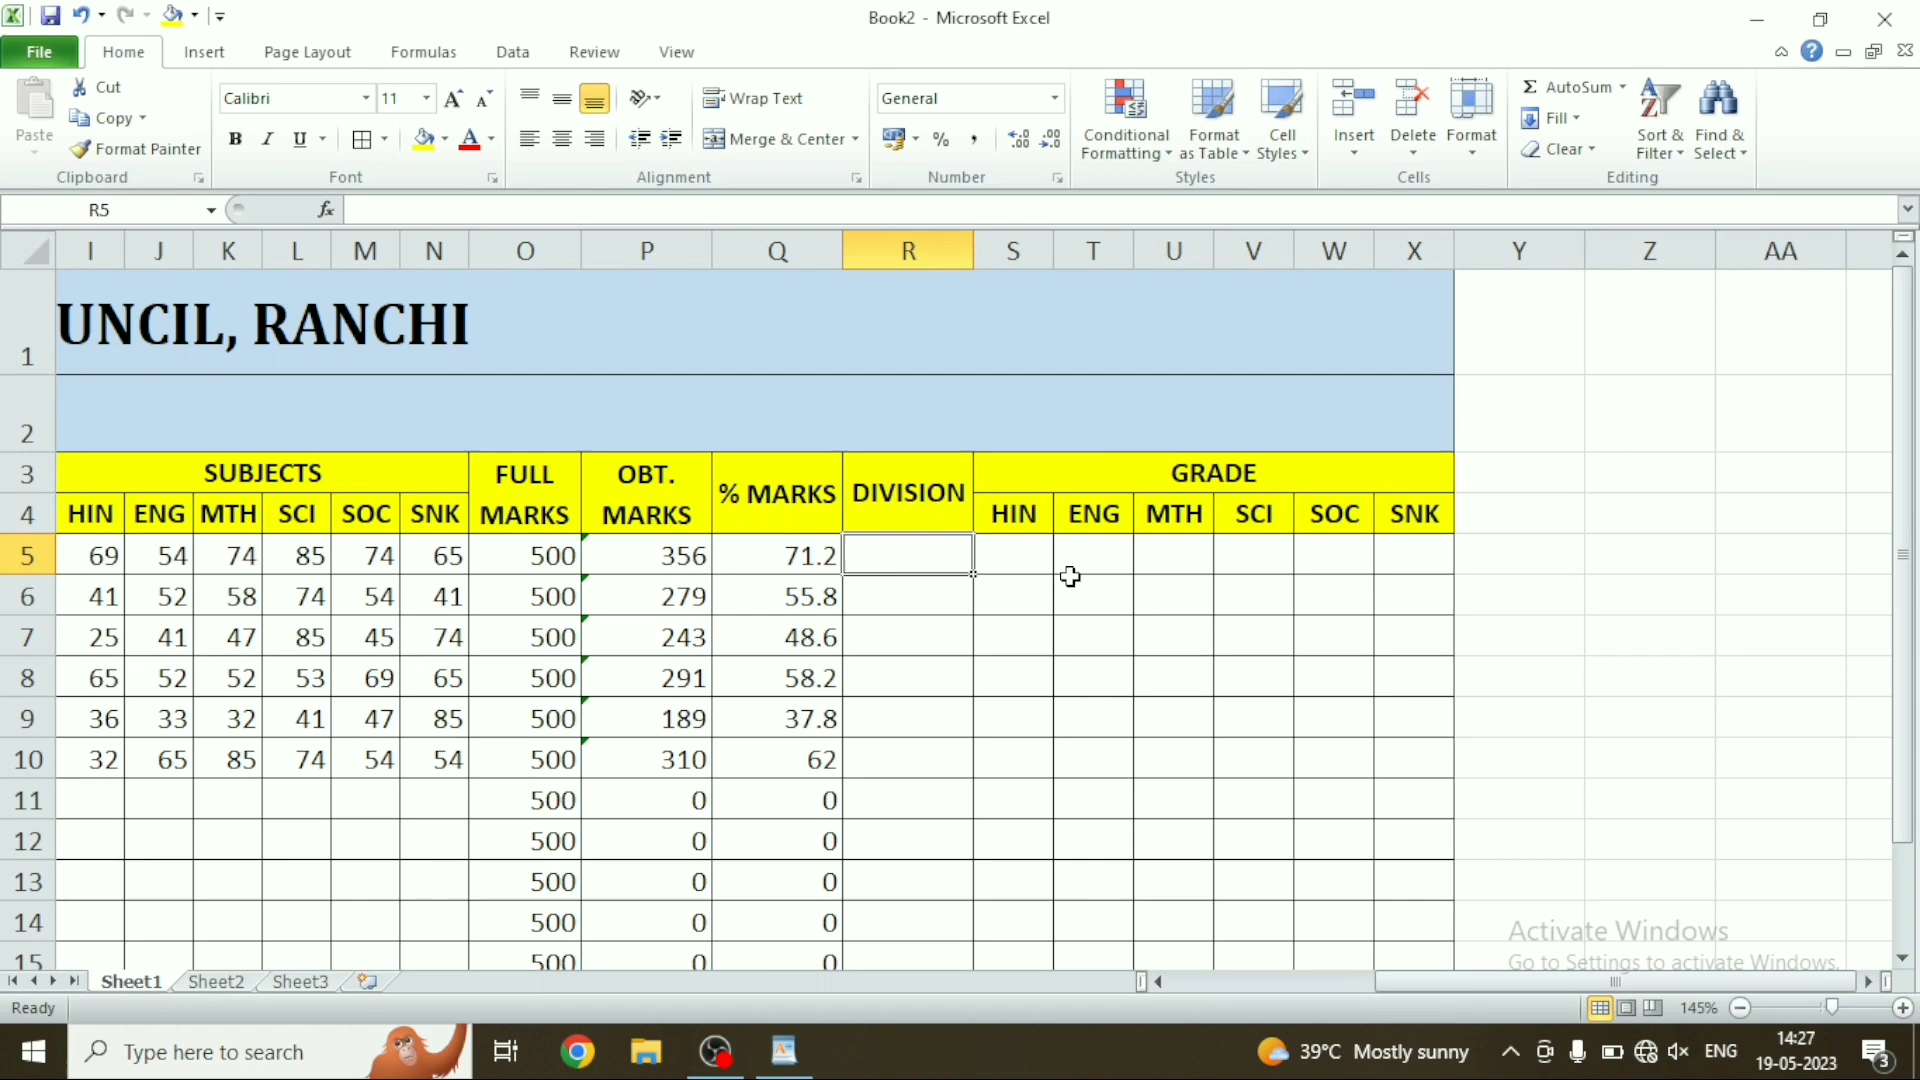 Book2 - Microsoft Excel
File Home Insert Page Layout Formulas Data Review View
Paste
Cut
Copy
Format Painter
Clipboard
Calibri 11
B I U
Font
Wrap Text
Merge & Center
Alignment
General
%
Number
Conditional Formatting
Format as Table
Cell Styles
Styles
Insert Delete Format
Cells
Σ AutoSum
Fill
Clear
Sort & Filter
Find & Select
Editing
R5
fx
I J K L M N O P Q R S T U V W X Y Z AA
1 UNCIL, RANCHI
2
3 SUBJECTS FULL OBT. % MARKS DIVISION GRADE
4 HIN ENG MTH SCI SOC SNK MARKS MARKS HIN ENG MTH SCI SOC SNK
5 69 54 74 85 74 65 500 356 71.2
6 41 52 58 74 54 41 500 279 55.8
7 25 41 47 85 45 74 500 243 48.6
8 65 52 52 53 69 65 500 291 58.2
9 36 33 32 41 47 85 500 189 37.8
10 32 65 85 74 54 54 500 310 62
11 500 0 0
12 500 0 0
13 500 0 0
14 500 0 0
15 500 0 0
Activate Windows
Go to Settings to activate Windows.
Sheet1 Sheet2 Sheet3
Ready 145%
Type here to search
39°C Mostly sunny ENG 14:27
19-05-2023 3